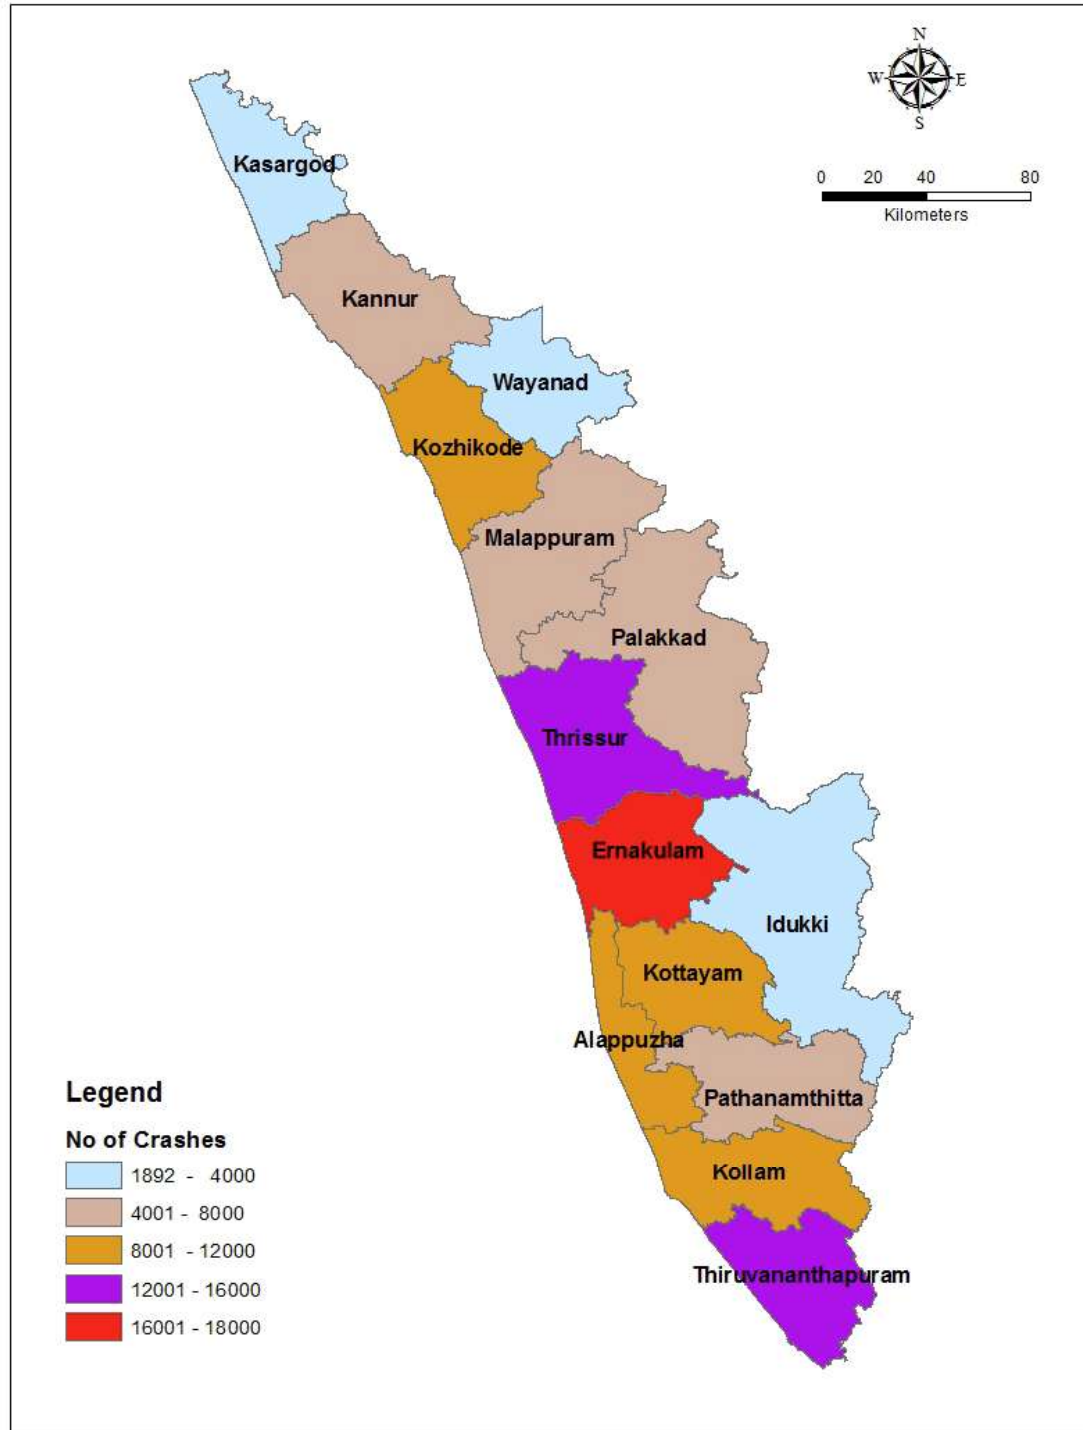 N
W E
S
0 20 40 80
Kilometers
Kasargod
Kannur
Wayanad
Kozhikode
Malappuram
Palakkad
Thrissur
Ernakulam
Idukki
Kottayam
Alappuzha
Pathanamthitta
Kollam
Thiruvananthapuram
Legend
No of Crashes
1892 - 4000
4001 - 8000
8001 - 12000
12001 - 16000
16001 - 18000